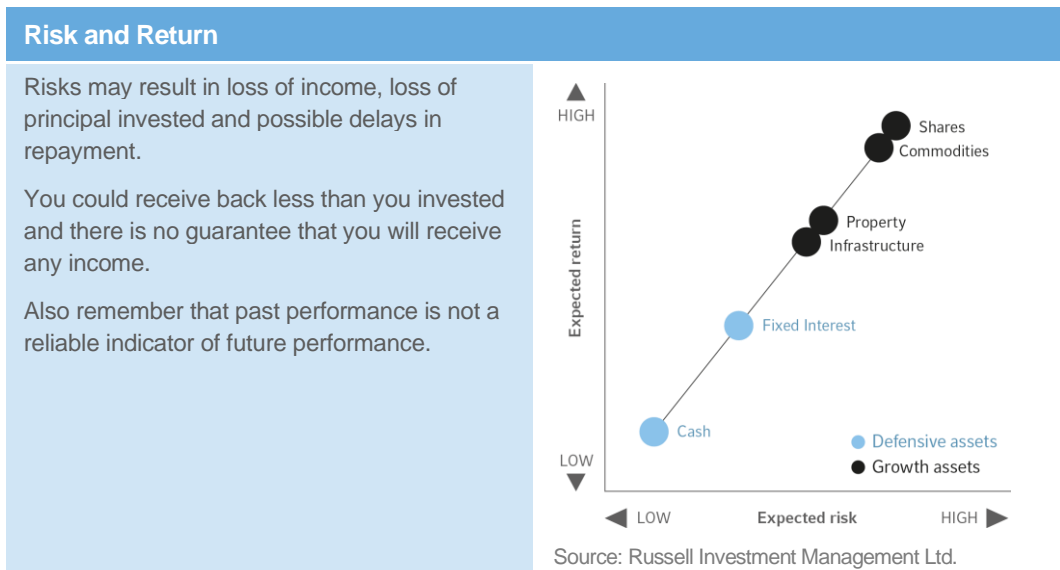 Risk and Return
Risks may result in loss of income, loss of
principal invested and possible delays in
repayment.
You could receive back less than you invested
and there is no guarantee that you will receive
any income.
Also remember that past performance is not a
reliable indicator of future performance.
HIGH
Expected return
LOW
Shares
Commodities
Property
Infrastructure
Fixed Interest
Cash
Defensive assets
Growth assets
LOW Expected risk HIGH
Source: Russell Investment Management Ltd.